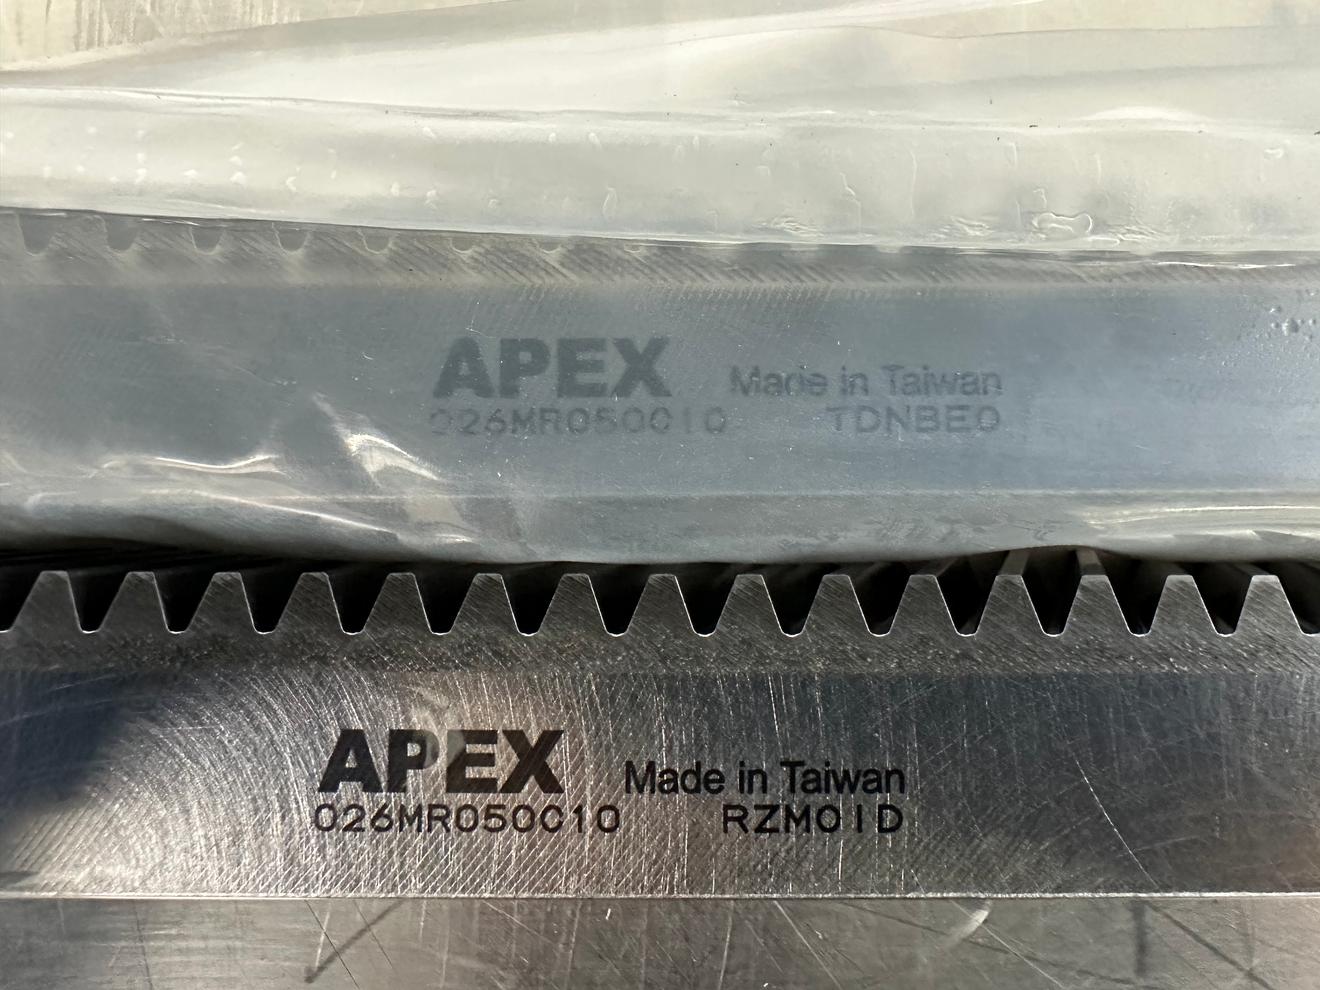 APEX Made in Taiwan
026MR050C10 TDNBE0
APEX Made in Taiwan
026MR050C10 RZM01D